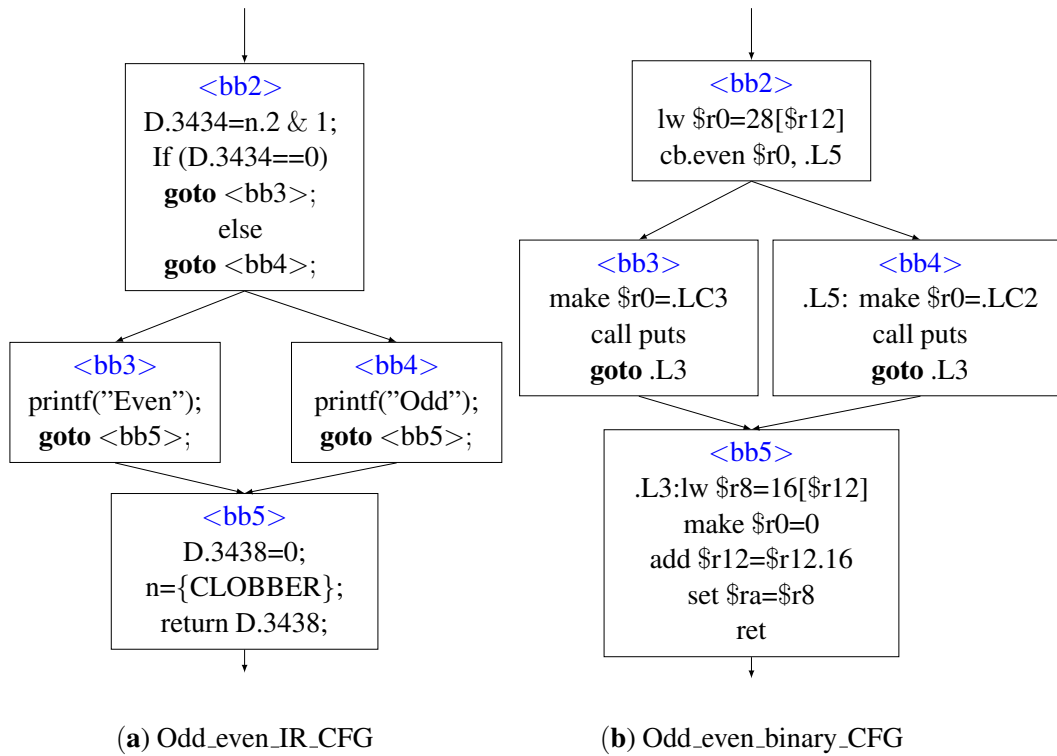 <bb2>
D.3434=n.2 & 1;
If (D.3434==0)
goto <bb3>;
else
goto <bb4>;
<bb3>
printf(”Even”);
goto <bb5>;
<bb4>
printf(”Odd”);
goto <bb5>;
<bb5>
D.3438=0;
n={CLOBBER};
return D.3438;
(a) Odd_even_IR_CFG
<bb2>
lw $r0=28[$r12]
cb.even $r0, .L5
<bb3>
make $r0=.LC3
call puts
goto .L3
<bb4>
.L5: make $r0=.LC2
call puts
goto .L3
<bb5>
.L3:lw $r8=16[$r12]
make $r0=0
add $r12=$r12.16
set $ra=$r8
ret
(b) Odd_even_binary_CFG